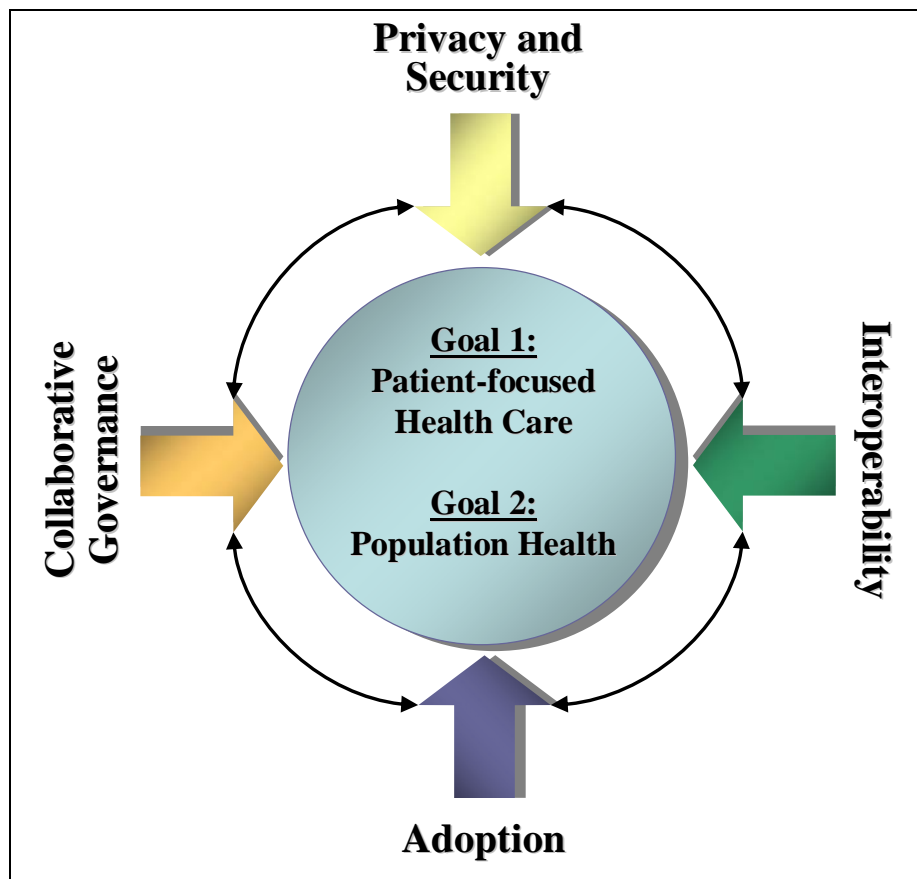 Privacy and
Security
Collaborative
Governance
Goal 1:
Patient-focused
Health Care
Goal 2:
Population Health
Interoperability
Adoption